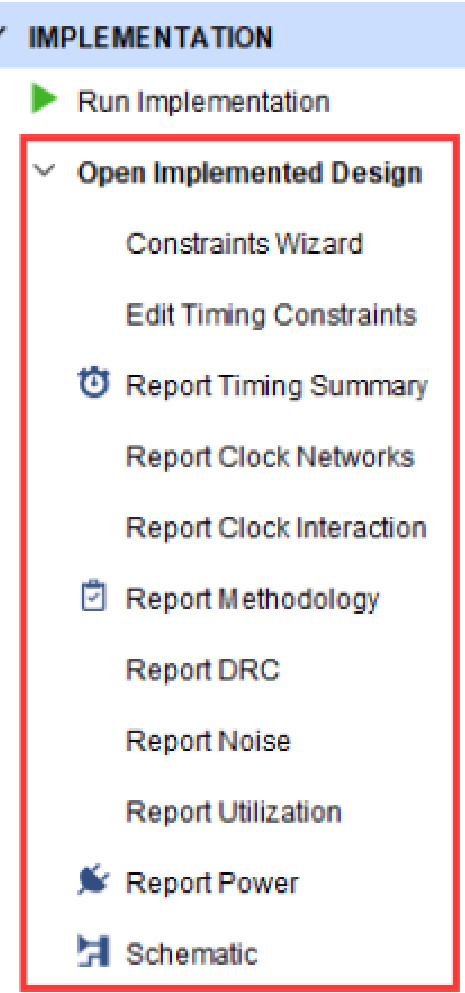 IMPLEMENTATION
Run Implementation
Open Implemented Design
Constraints Wizard
Edit Timing Constraints
Report Timing Summary
Report Clock Networks
Report Clock Interaction
Report Methodology
Report DRC
Report Noise
Report Utilization
Report Power
Schematic